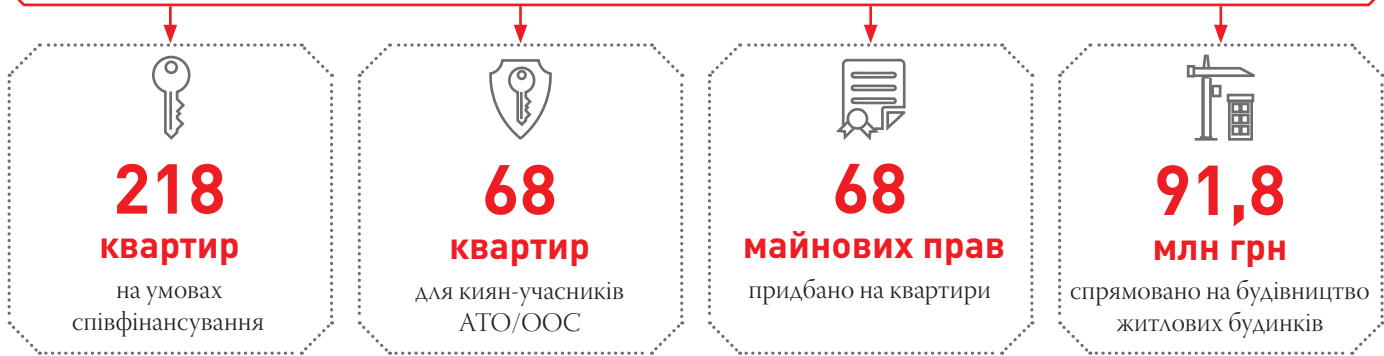 218
квартир
на умовах
співфінансування
68
квартир
для киян-учасників
АТО/ООС
68
майнових прав
придбано на квартири
91,8
млн грн
спрямовано на будівництво
житлових будинків